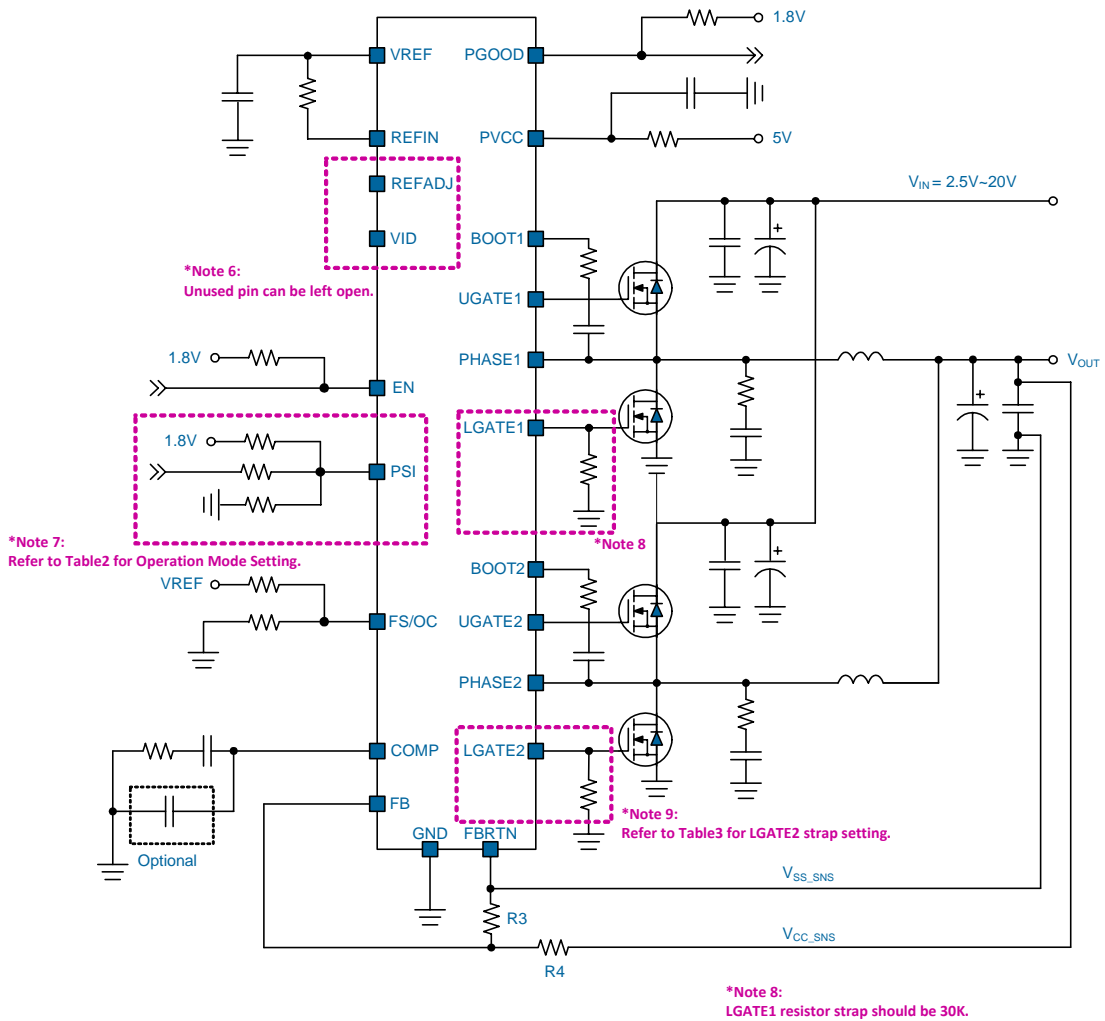 1.8V
VREF
PGOOD
REFIN
PVCC
5V
REFADJ
VIN = 2.5V~20V
VID
BOOT1
*Note 6:
Unused pin can be left open.
UGATE1
1.8V
PHASE1
VOUT
EN
LGATE1
1.8V
PSI
*Note 7:
Refer to Table2 for Operation Mode Setting.
*Note 8
BOOT2
VREF
FS/OC
UGATE2
PHASE2
COMP
LGATE2
FB
*Note 9:
Refer to Table3 for LGATE2 strap setting.
GND
FBRTN
Optional
VSS_SNS
R3
VCC_SNS
R4
*Note 8:
LGATE1 resistor strap should be 30K.